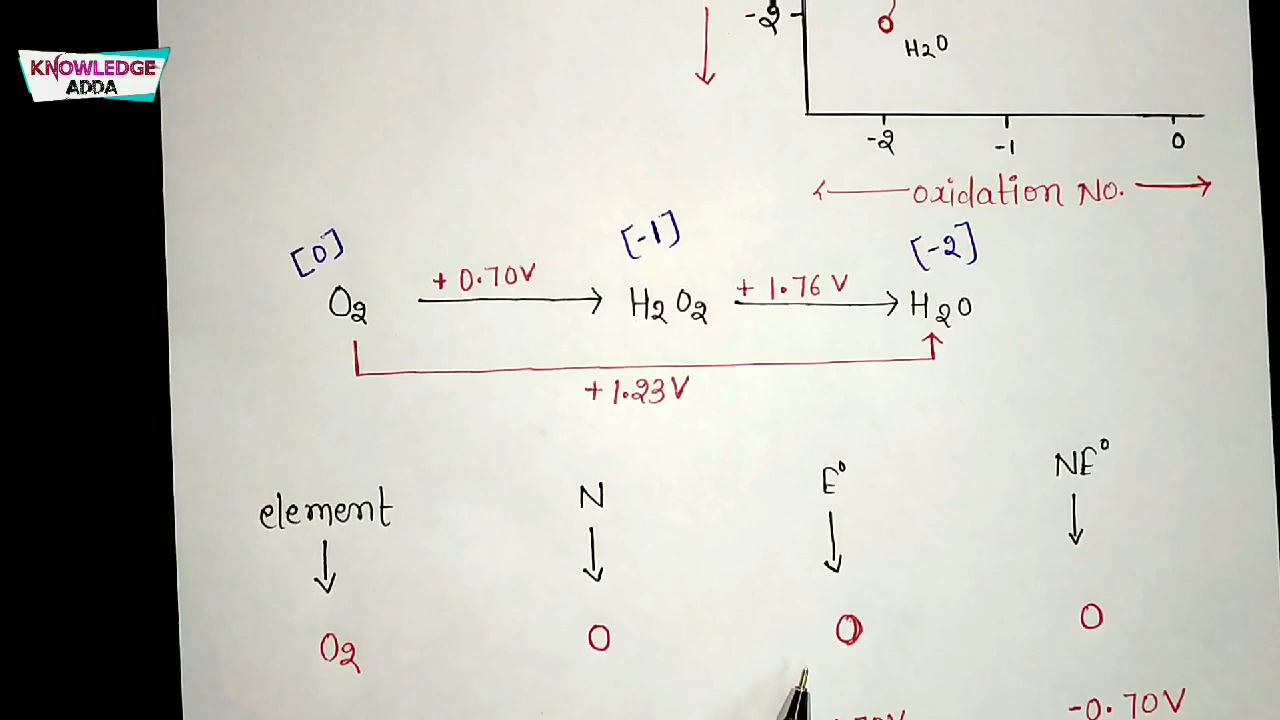 KNOWLEDGE
ADDA
-2
H2O
-2 -1 0
oxidation No.
[0] [-1] [-2]
O2 + 0.70V H2O2 + 1.76 V H2O
+ 1.23V
element N E° NE°
O2 0 0 0
-0.70V